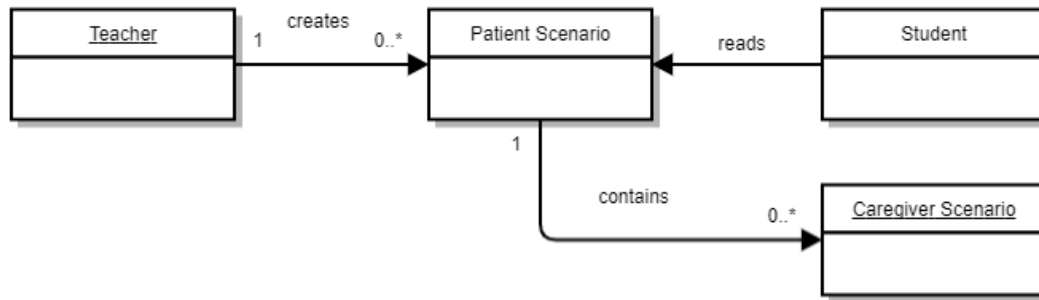 creates
Teacher
1
0..*
Patient Scenario
reads
Student
1
contains
0..*
Caregiver Scenario